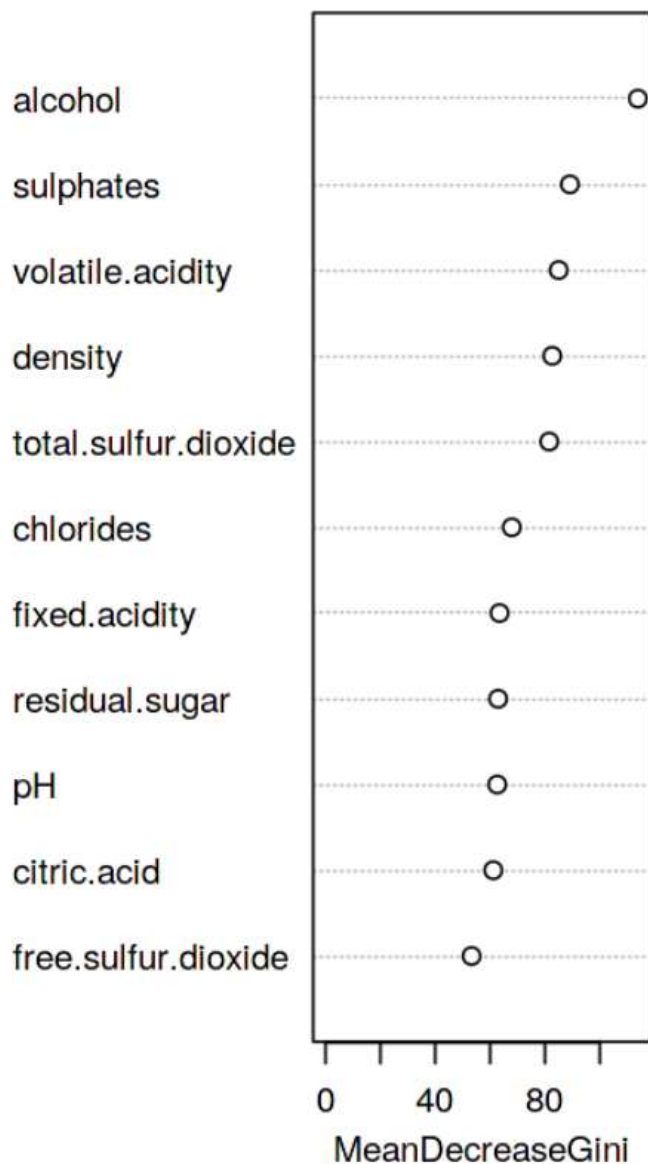 alcohol
sulphates
volatile.acidity
density
total.sulfur.dioxide
chlorides
fixed.acidity
residual.sugar
pH
citric.acid
free.sulfur.dioxide
0 40 80
MeanDecreaseGini